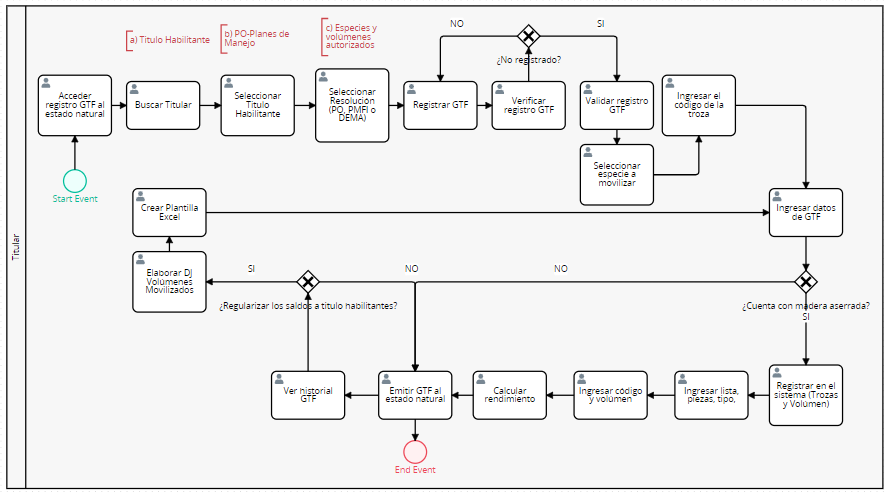 NO
SI
a) Titulo Habilitante
b) PO-Planes de
Manejo
c) Especies y
volúmenes
autorizados
¿No registrado?
Acceder
registro GTF al
estado natural
Buscar Titular
Seleccionar
Titulo
Habilitante
Seleccionar
Resolución
(PO, PMFI o
DEMA)
Registrar GTF
Verificar
registro GTF
Validar registro
GTF
Ingresar el
código de la
troza
Seleccionar
especie a
movilizar
Start Event
Crear Plantilla
Excel
Ingresar datos
de GTF
Titular
Elaborar DJ
Volúmenes
Movilizados
SI
NO
NO
¿Regularizar los saldos a titulo habilitantes?
¿Cuenta con madera aserrada?
SI
Ver historial
GTF
Emitir GTF al
estado natural
Calcular
rendimiento
Ingresar código
y volúmen
Ingresar lista,
piezas, tipo,
Registrar en el
sistema (Trozas
y Volúmen)
End Event